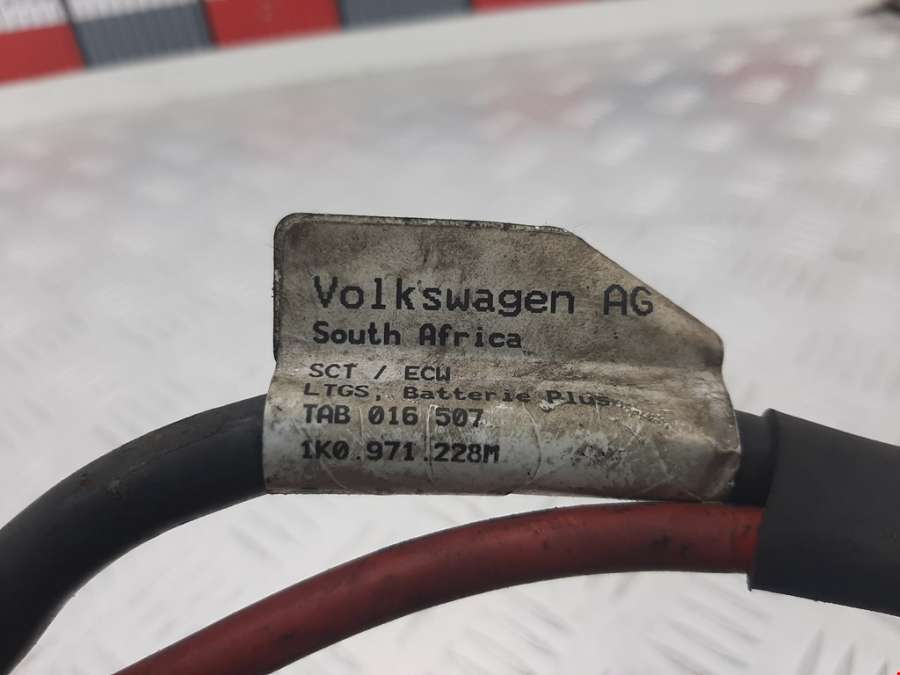 Volkswagen AG
South Africa
SCT / ECW
LTGS, Batterie Plus
TAB 016 507
1K0.971.228M